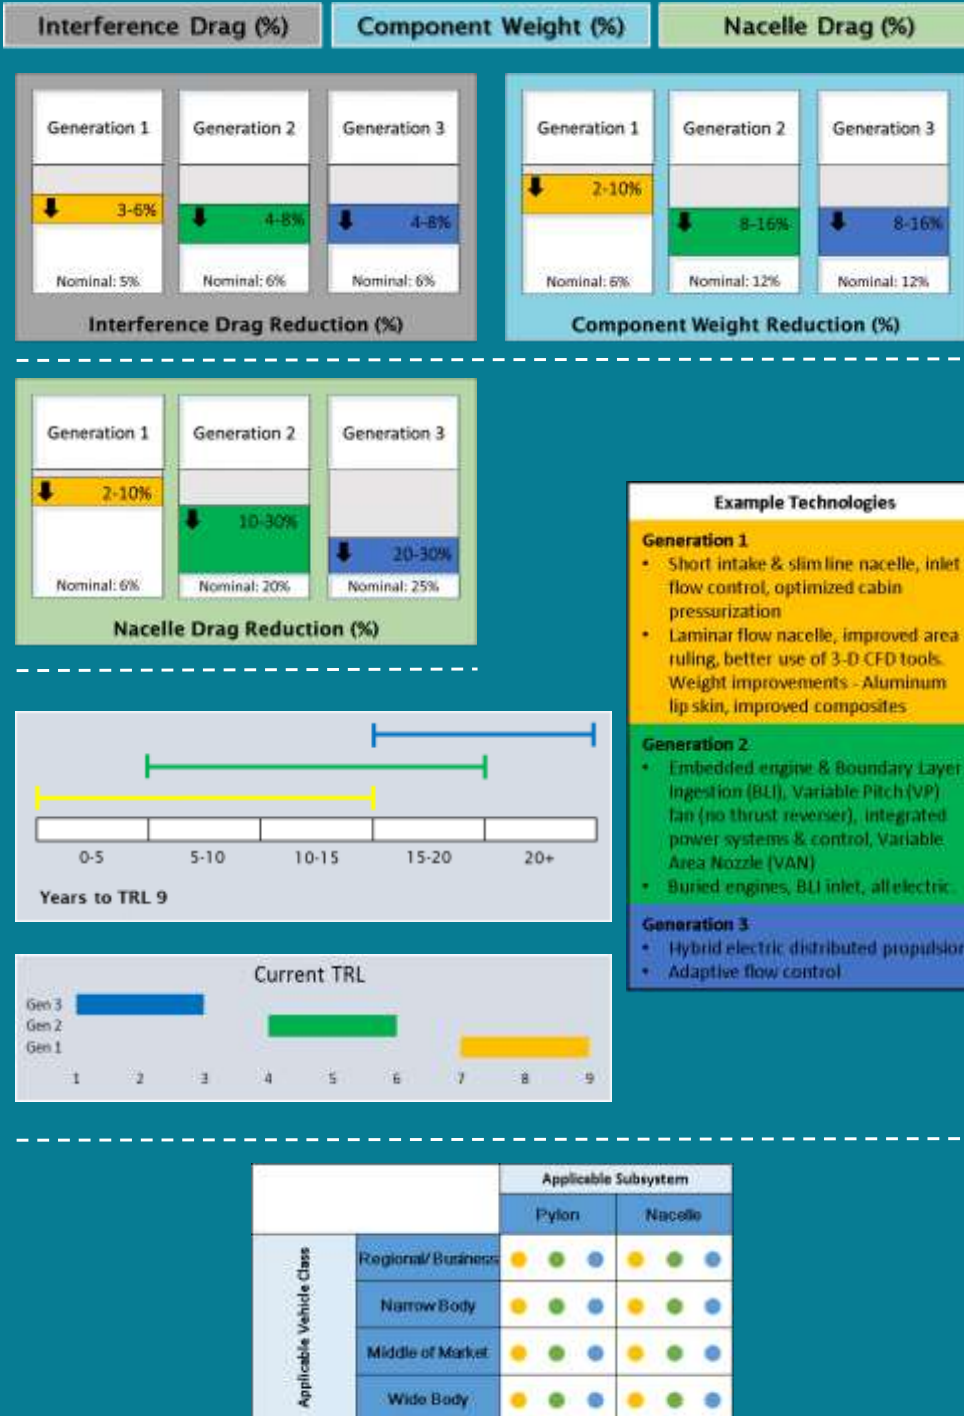 Interference Drag (%)
Component Weight (%)
Nacelle Drag (%)
Generation 1
Generation 2
Generation 3
3-6%
4-8%
4-8%
Nominal: 5%
Nominal: 6%
Nominal: 6%
Interference Drag Reduction (%)
Generation 1
Generation 2
Generation 3
2-10%
8-16%
8-16%
Nominal: 6%
Nominal: 12%
Nominal: 12%
Component Weight Reduction (%)
Generation 1
Generation 2
Generation 3
2-10%
10-30%
20-30%
Nominal: 6%
Nominal: 20%
Nominal: 25%
Nacelle Drag Reduction (%)
Example Technologies
Generation 1
• Short intake & slim line nacelle, inlet
flow control, optimized cabin
pressurization
• Laminar flow nacelle, improved area
ruling, better use of 3-D CFD tools.
Weight improvements - Aluminum
lip skin, improved composites
Generation 2
• Embedded engine & Boundary Layer
Ingestion (BLI), Variable Pitch (VP)
fan (no thrust reverser), integrated
power systems & control, Variable
Area Nozzle (VAN)
• Buried engines, BLI inlet, all electric.
Generation 3
• Hybrid electric distributed propulsion
• Adaptive flow control
0-5
5-10
10-15
15-20
20+
Years to TRL 9
Current TRL
Gen 3
Gen 2
Gen 1
1 2 3 4 5 6 7 8 9
Applicable Subsystem
Pylon
Nacelle
Applicable Vehicle Class
Regional/ Business
Narrow Body
Middle of Market
Wide Body